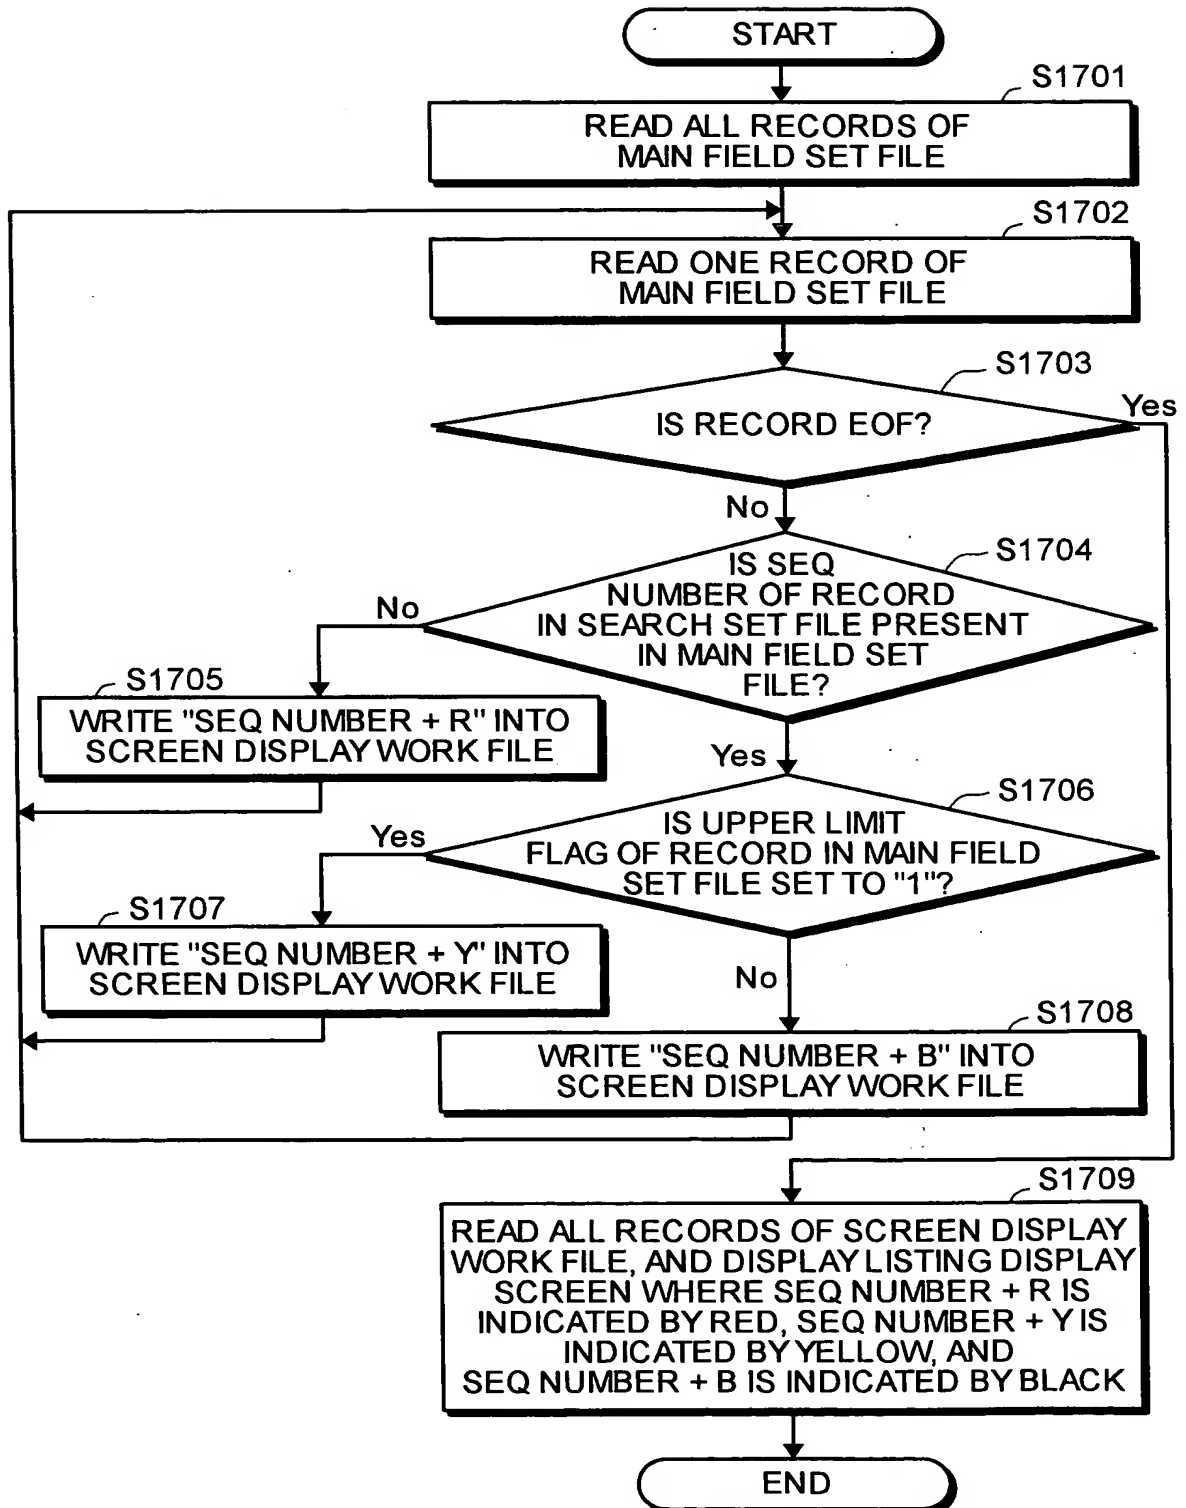 START
S1701
READ ALL RECORDS OF
MAIN FIELD SET FILE
S1702
READ ONE RECORD OF
MAIN FIELD SET FILE
S1703
IS RECORD EOF?
Yes
No
S1704
IS SEQ
NUMBER OF RECORD
IN SEARCH SET FILE PRESENT
IN MAIN FIELD SET
FILE?
No
S1705
WRITE "SEQ NUMBER + R" INTO
SCREEN DISPLAY WORK FILE
Yes
S1706
IS UPPER LIMIT
FLAG OF RECORD IN MAIN FIELD
SET FILE SET TO "1"?
Yes
S1707
WRITE "SEQ NUMBER + Y" INTO
SCREEN DISPLAY WORK FILE
No
S1708
WRITE "SEQ NUMBER + B" INTO
SCREEN DISPLAY WORK FILE
S1709
READ ALL RECORDS OF SCREEN DISPLAY
WORK FILE, AND DISPLAY LISTING DISPLAY
SCREEN WHERE SEQ NUMBER + R IS
INDICATED BY RED, SEQ NUMBER + Y IS
INDICATED BY YELLOW, AND
SEQ NUMBER + B IS INDICATED BY BLACK
END